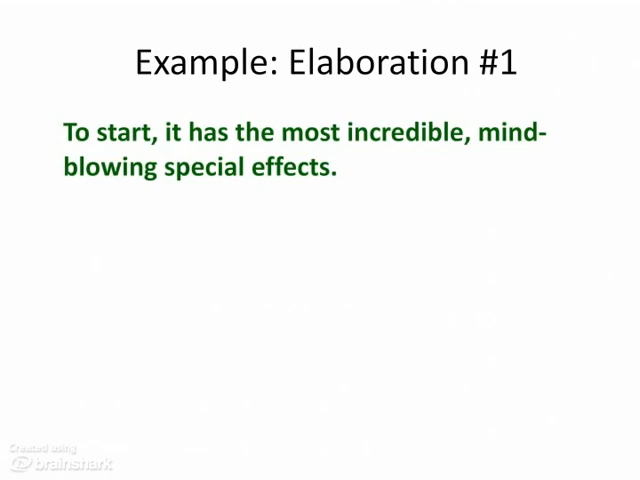 Example: Elaboration #1
To start, it has the most incredible, mind-
blowing special effects.
Created using
brainshark